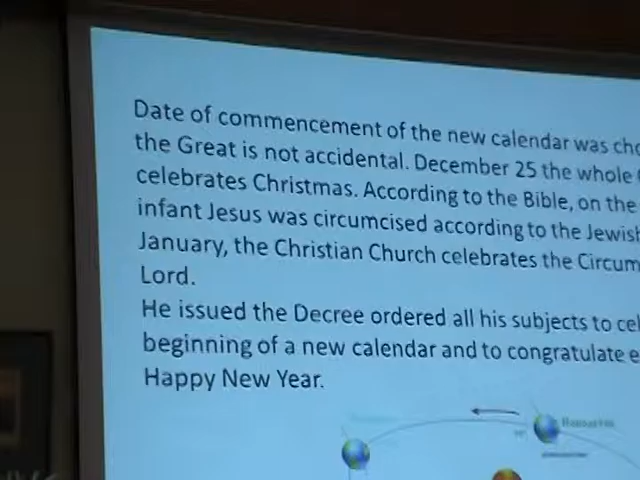 Date of commencement of the new calendar was cho
the Great is not accidental. December 25 the whole
celebrates Christmas. According to the Bible, on the
infant Jesus was circumcised according to the Jewish
January, the Christian Church celebrates the Circum
Lord.
He issued the Decree ordered all his subjects to cel
beginning of a new calendar and to congratulate e
Happy New Year.